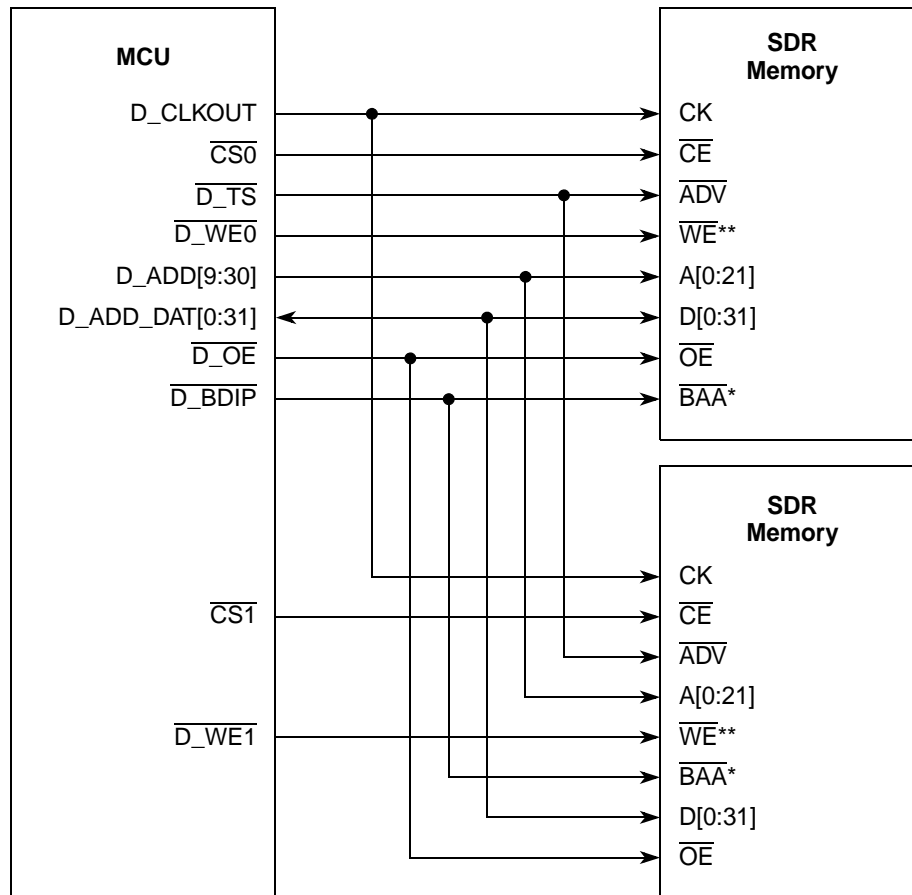 MCU
D_CLKOUT
CS0
D_TS
D_WE0
D_ADD[9:30]
D_ADD_DAT[0:31]
D_OE
D_BDIP
CS1
D_WE1
SDR
Memory
CK
CE
ADV
WE**
A[0:21]
D[0:31]
OE
BAA*
SDR
Memory
CK
CE
ADV
A[0:21]
WE**
BAA*
D[0:31]
OE